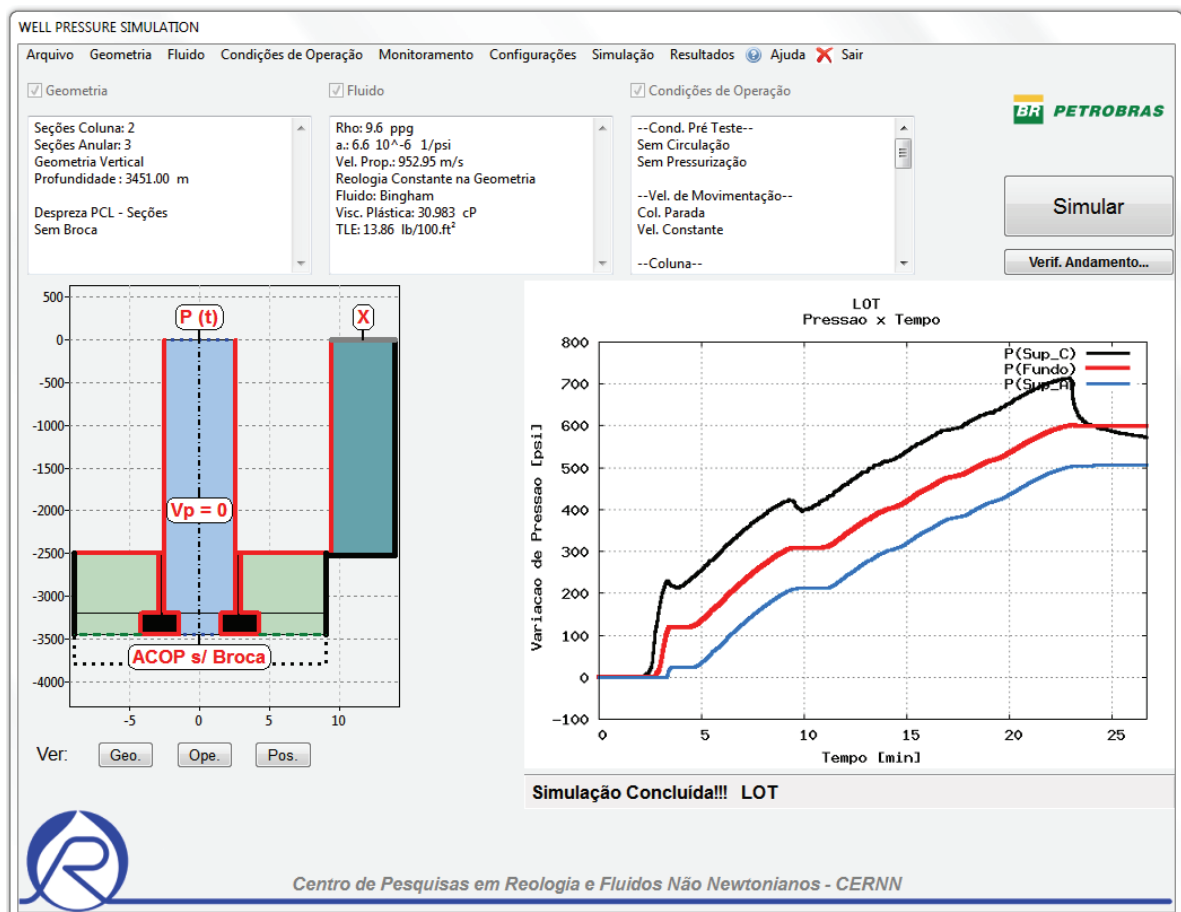 WELL PRESSURE SIMULATION
Arquivo Geometria Fluido Condições de Operação Monitoramento Configurações Simulação Resultados Ajuda Sair
Geometria
Seções Coluna: 2
Seções Anular: 3
Geometria Vertical
Profundidade : 3451.00 m
Despreza PCL - Seções
Sem Broca
Fluido
Rho: 9.6 ppg
a.: 6.6 10^-6 1/psi
Vel. Prop.: 952.95 m/s
Reologia Constante na Geometria
Fluido: Bingham
Visc. Plástica: 30.983 cP
TLE: 13.86 lb/100.ft²
Condições de Operação
--Cond. Pré Teste--
Sem Circulação
Sem Pressurização
--Vel. de Movimentação--
Col. Parada
Vel. Constante
--Coluna--
BR PETROBRAS
Simular
Verif. Andamento...
500
0
-500
-1000
-1500
-2000
-2500
-3000
-3500
-4000
P (t)
X
Vp = 0
ACOP s/ Broca
-5 0 5 10
Ver: Geo. Ope. Pos.
LOT
Pressao x Tempo
P(Sup_C)
P(Fundo)
P(Sup_A)
Variacao de Pressao [psi]
800
700
600
500
400
300
200
100
0
-100
0 5 10 15 20 25
Tempo [min]
Simulação Concluída!!! LOT
R
Centro de Pesquisas em Reologia e Fluidos Não Newtonianos - CERNN